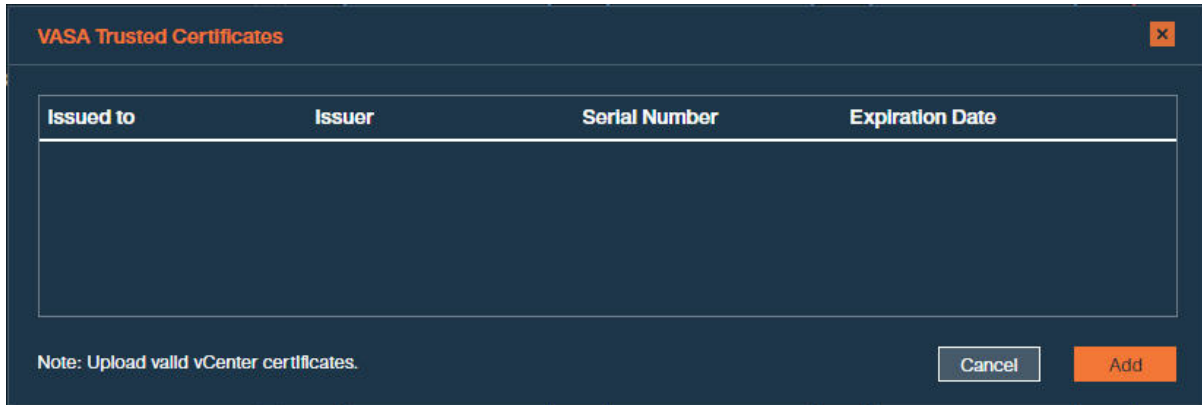 VASA Trusted Certificates
Issued to Issuer Serial Number Expiration Date
Note: Upload valid vCenter certificates.
Cancel Add